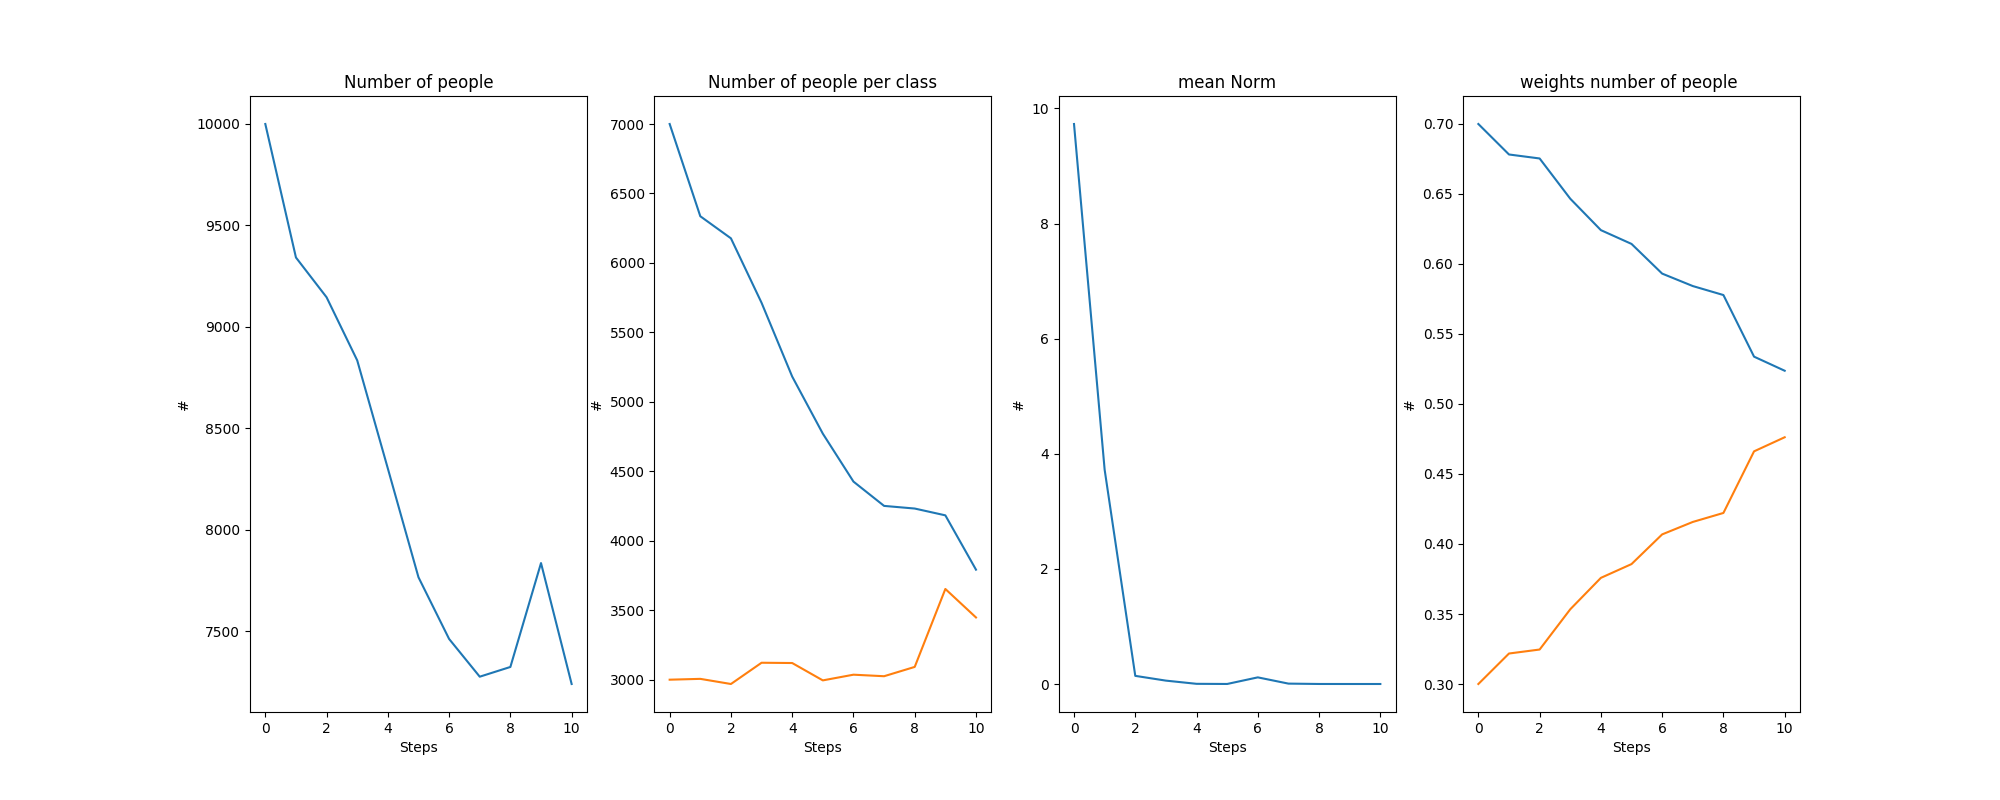 Number of people
10000
9500
9000
8500
8000
7500
#
0 2 4 6 8 10
Steps
Number of people per class
7000
6500
6000
5500
5000
4500
4000
3500
3000
#
0 2 4 6 8 10
Steps
mean Norm
10
8
6
4
2
0
#
0 2 4 6 8 10
Steps
weights number of people
0.70
0.65
0.60
0.55
0.50
0.45
0.40
0.35
0.30
#
0 2 4 6 8 10
Steps